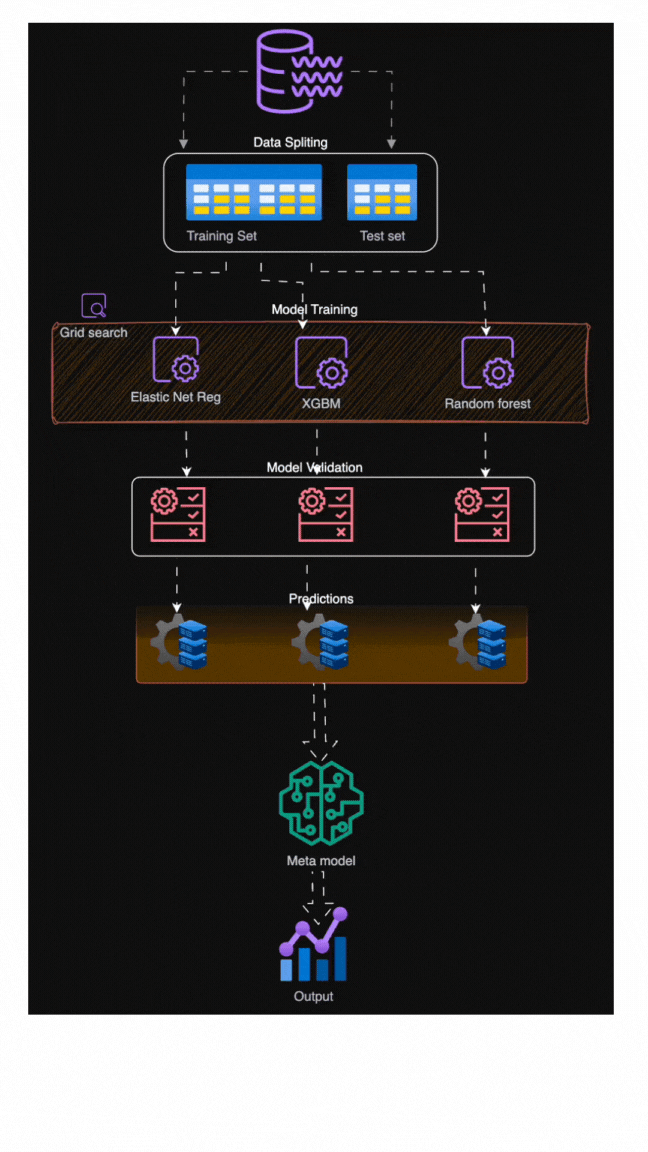 Data Spliting
Training Set
Test set
Model Training
Grid search
Elastic Net Reg
XGBM
Random forest
Model Validation
Predictions
Meta model
Output